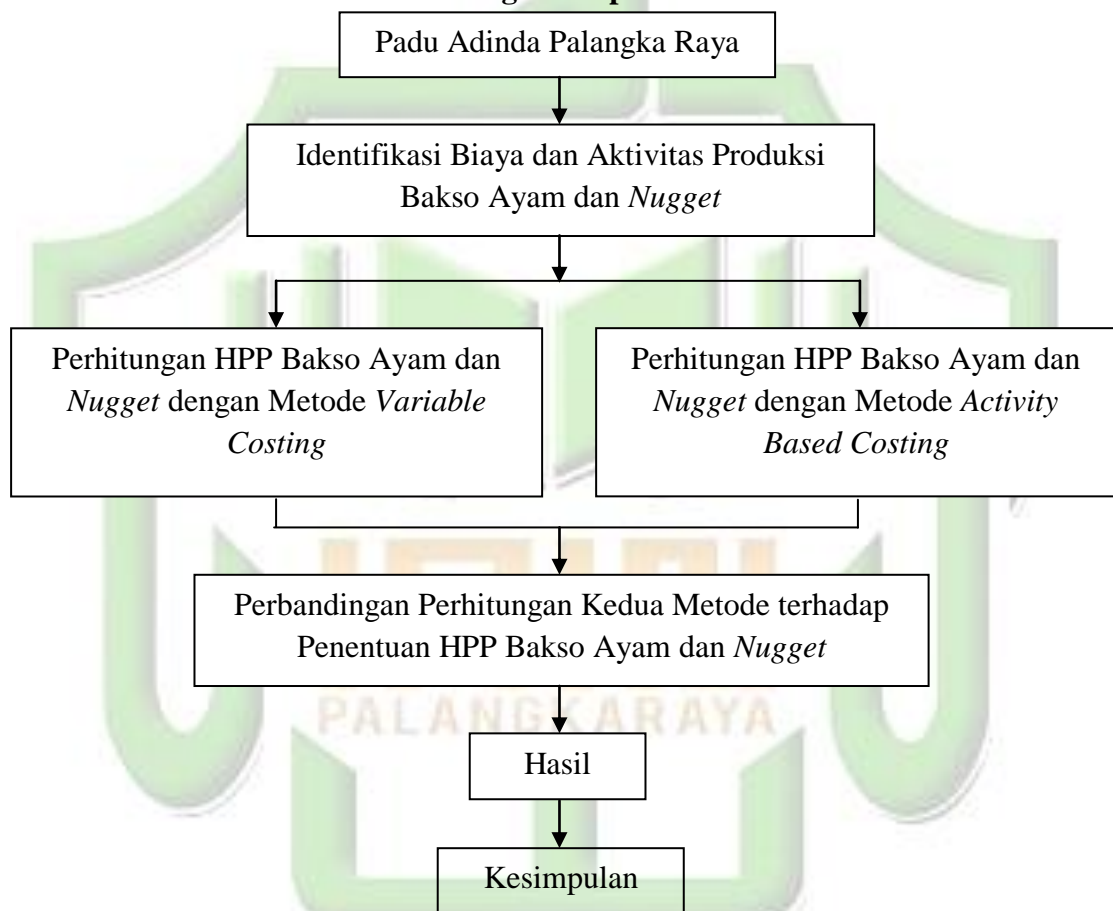 Padu Adinda Palangka Raya
Identifikasi Biaya dan Aktivitas Produksi
Bakso Ayam dan Nugget
Perhitungan HPP Bakso Ayam dan
Nugget dengan Metode Variable
Costing
Perhitungan HPP Bakso Ayam dan
Nugget dengan Metode Activity
Based Costing
Perbandingan Perhitungan Kedua Metode terhadap
Penentuan HPP Bakso Ayam dan Nugget
PALANGKARAYA
Hasil
Kesimpulan